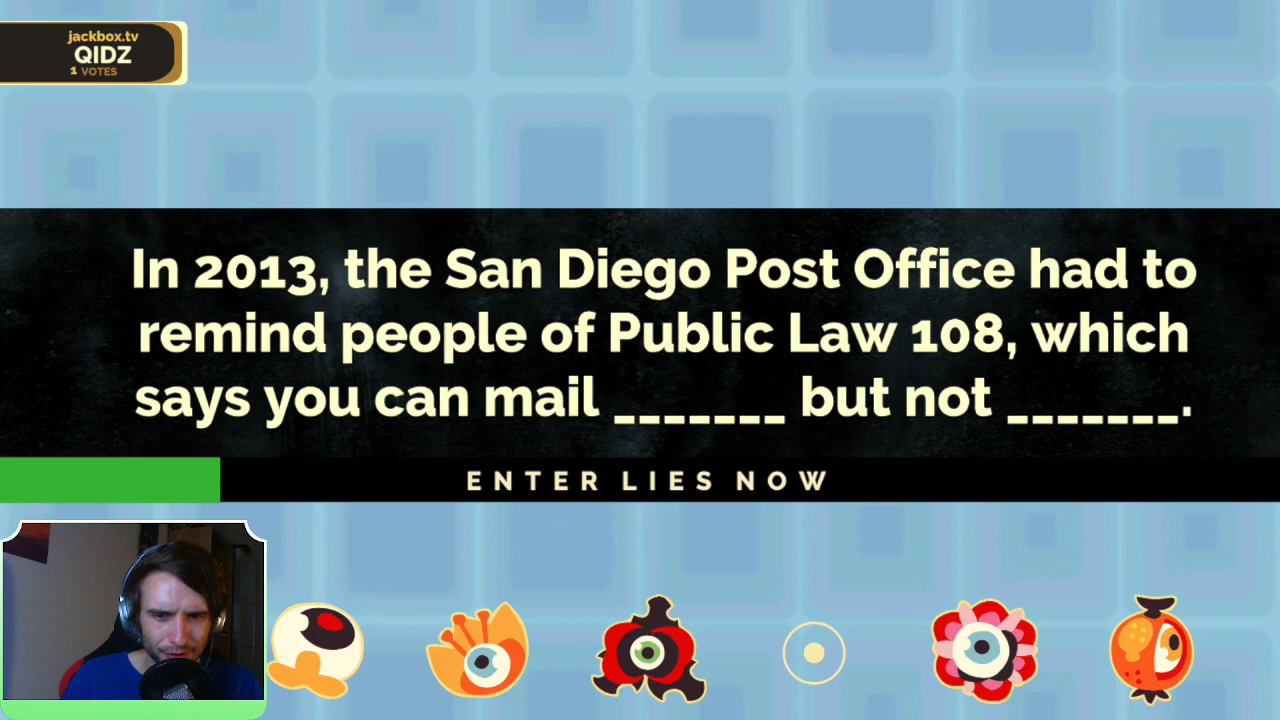 jackbox.tv
QIDZ
1 VOTES
In 2013, the San Diego Post Office had to
remind people of Public Law 108, which
says you can mail _______ but not _______.
ENTER LIES NOW